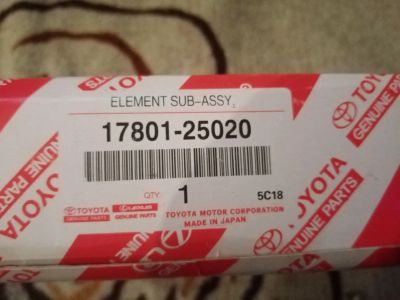 ELEMENT SUB-ASSY,
17801-25020
QTY: 1 5C18
TOYOTA LEXUS TOYOTA MOTOR CORPORATION
GENUINE PARTS GENUINE PARTS MADE IN JAPAN
TOYOTA
GENUINE PARTS
TOYOTA
GENUINE PARTS
TOYOTA
GENUINE PARTS